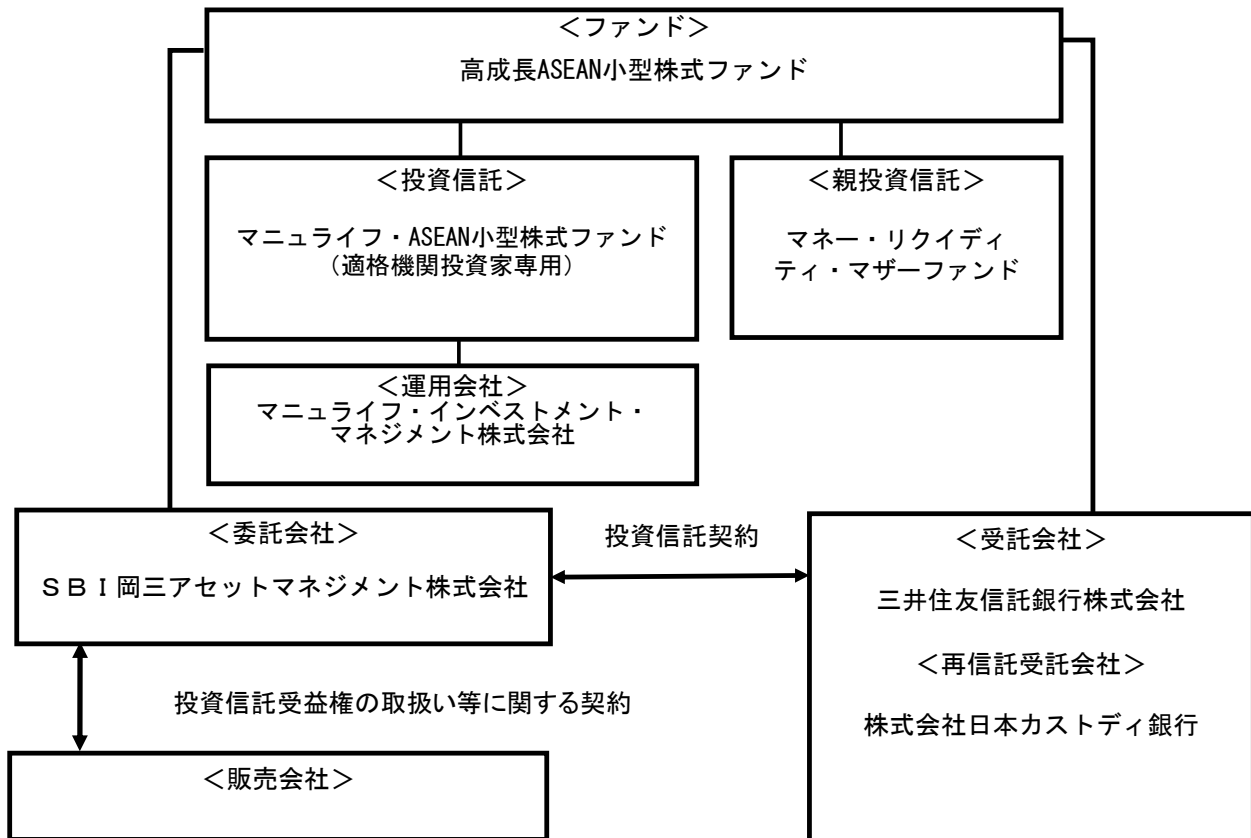 ＜ファンド＞
高成長ASEAN小型株式ファンド
＜投資信託＞
マニュライフ・ASEAN小型株式ファンド
（適格機関投資家専用）
＜親投資信託＞
マネー・リクイディ
ティ・マザーファンド
＜運用会社＞
マニュライフ・インベストメント・
マネジメント株式会社
＜委託会社＞
ＳＢＩ岡三アセットマネジメント株式会社
投資信託契約
＜受託会社＞
三井住友信託銀行株式会社
＜再信託受託会社＞
株式会社日本カストディ銀行
投資信託受益権の取扱い等に関する契約
＜販売会社＞